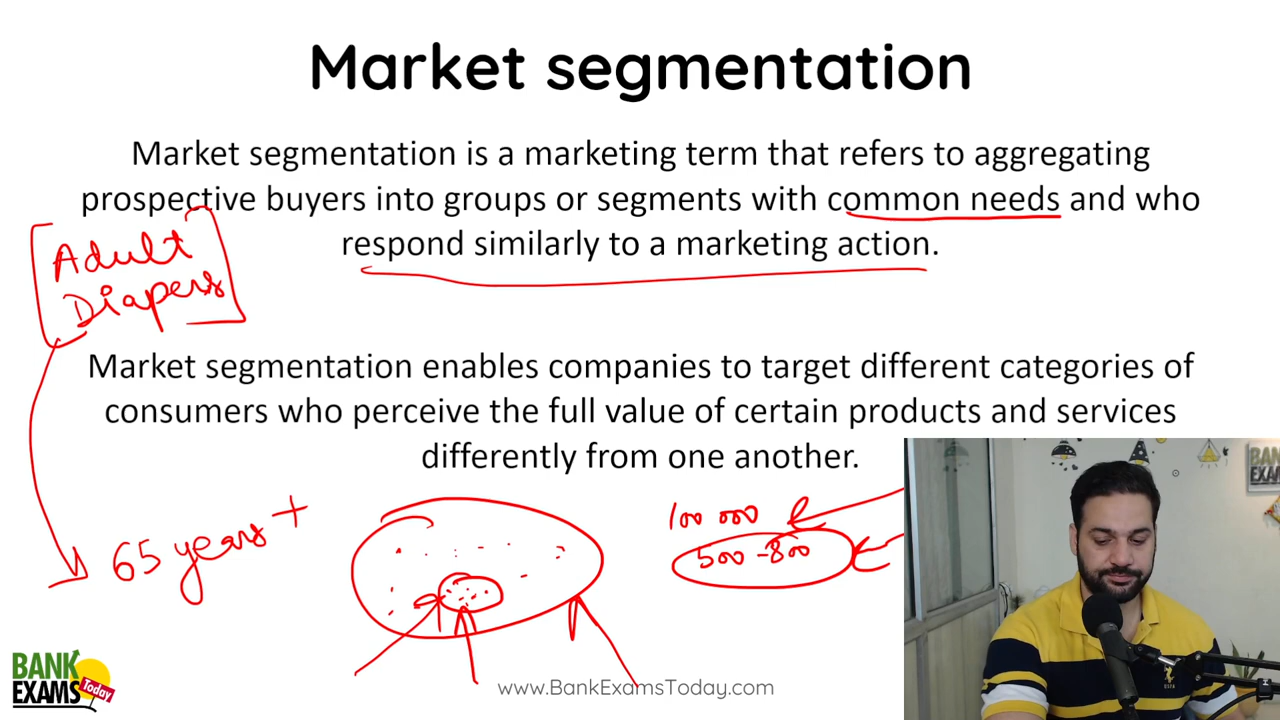 Market segmentation
Market segmentation is a marketing term that refers to aggregating
prospective buyers into groups or segments with common needs and who
respond similarly to a marketing action.
Adult
Diapers
Market segmentation enables companies to target different categories of
consumers who perceive the full value of certain products and services
differently from one another.
65 years +
100 000
500-800
BANK
EXAMS
Today
www.BankExamsToday.com
BANK